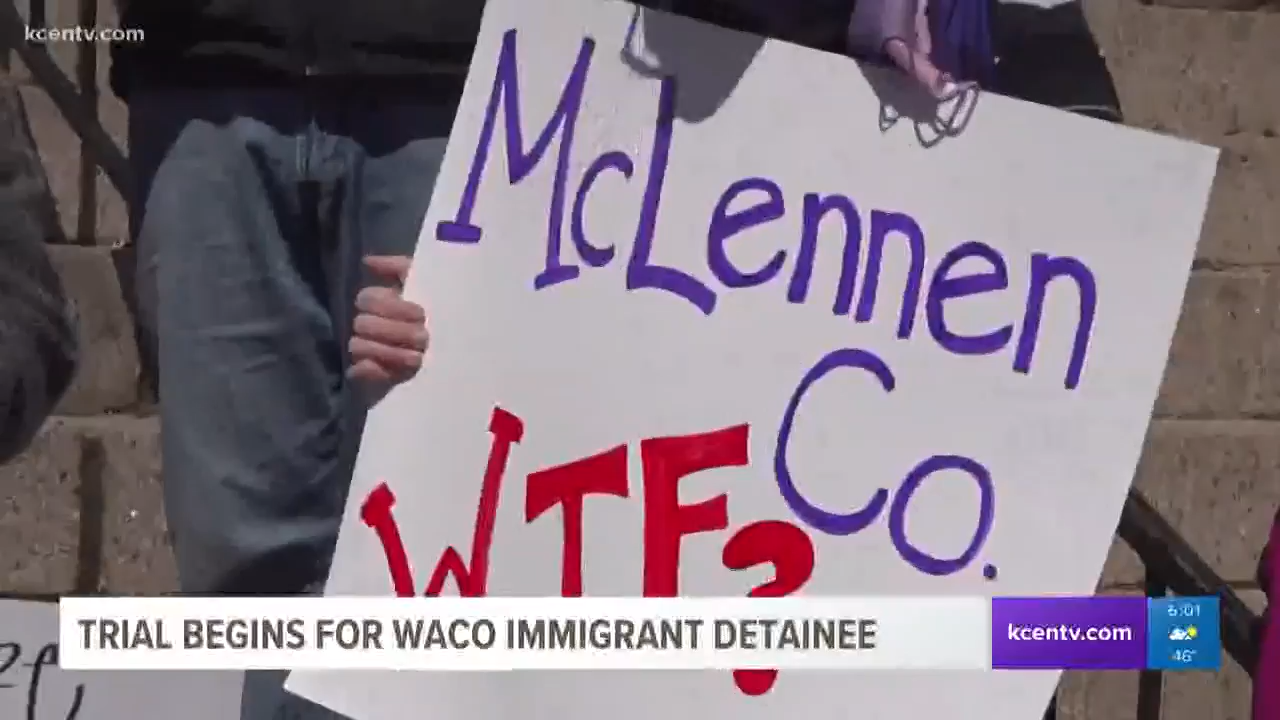 kcentv.com
McLennen
Co.
WTF?
TRIAL BEGINS FOR WACO IMMIGRANT DETAINEE
kcentv.com
6:01
46°